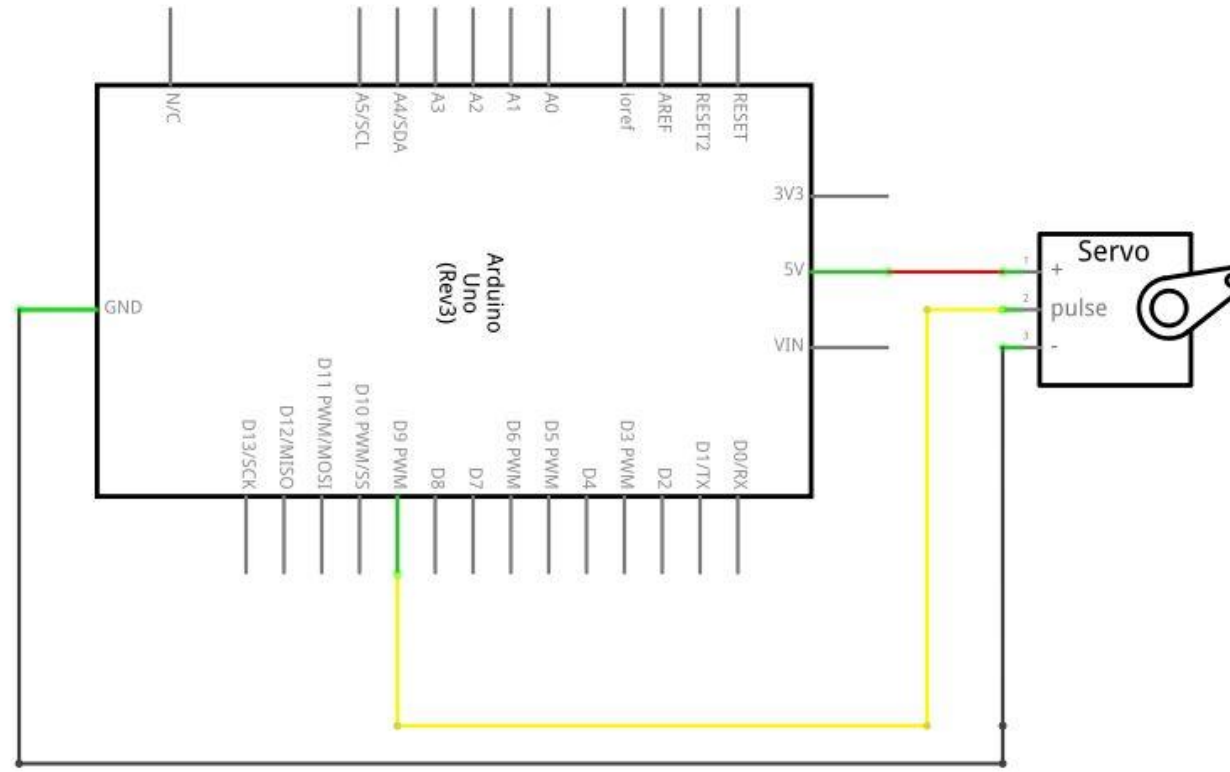 N/C
A5/SCL
A4/SDA
A3
A2
A1
A0
ioref
AREF
RESET2
RESET
3V3
5V
VIN
GND
Arduino
Uno
(Rev3)
Servo
1
+
2
pulse
3
-
D13/SCK
D12/MISO
D11 PWM/MOSI
D10 PWM/SS
D9 PWM
D8
D7
D6 PWM
D5 PWM
D4
D3 PWM
D2
D1/TX
D0/RX